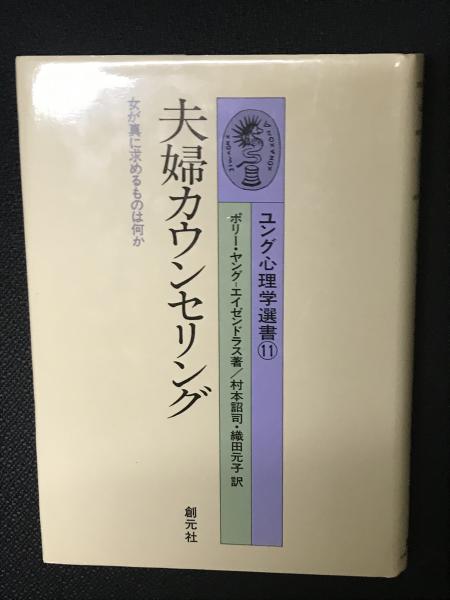 ユング心理学選書⑪
ポリー・ヤング=エイゼンドラス著/村本詔司・織田元子 訳
夫婦カウンセリング
女が真に求めるものは何か
創元社